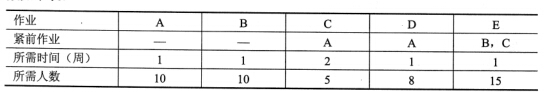 作业 A B C D E
紧前作业 — — A A B，C
所需时间（周） 1 1 2 1 1
所需人数 10 10 5 8 15